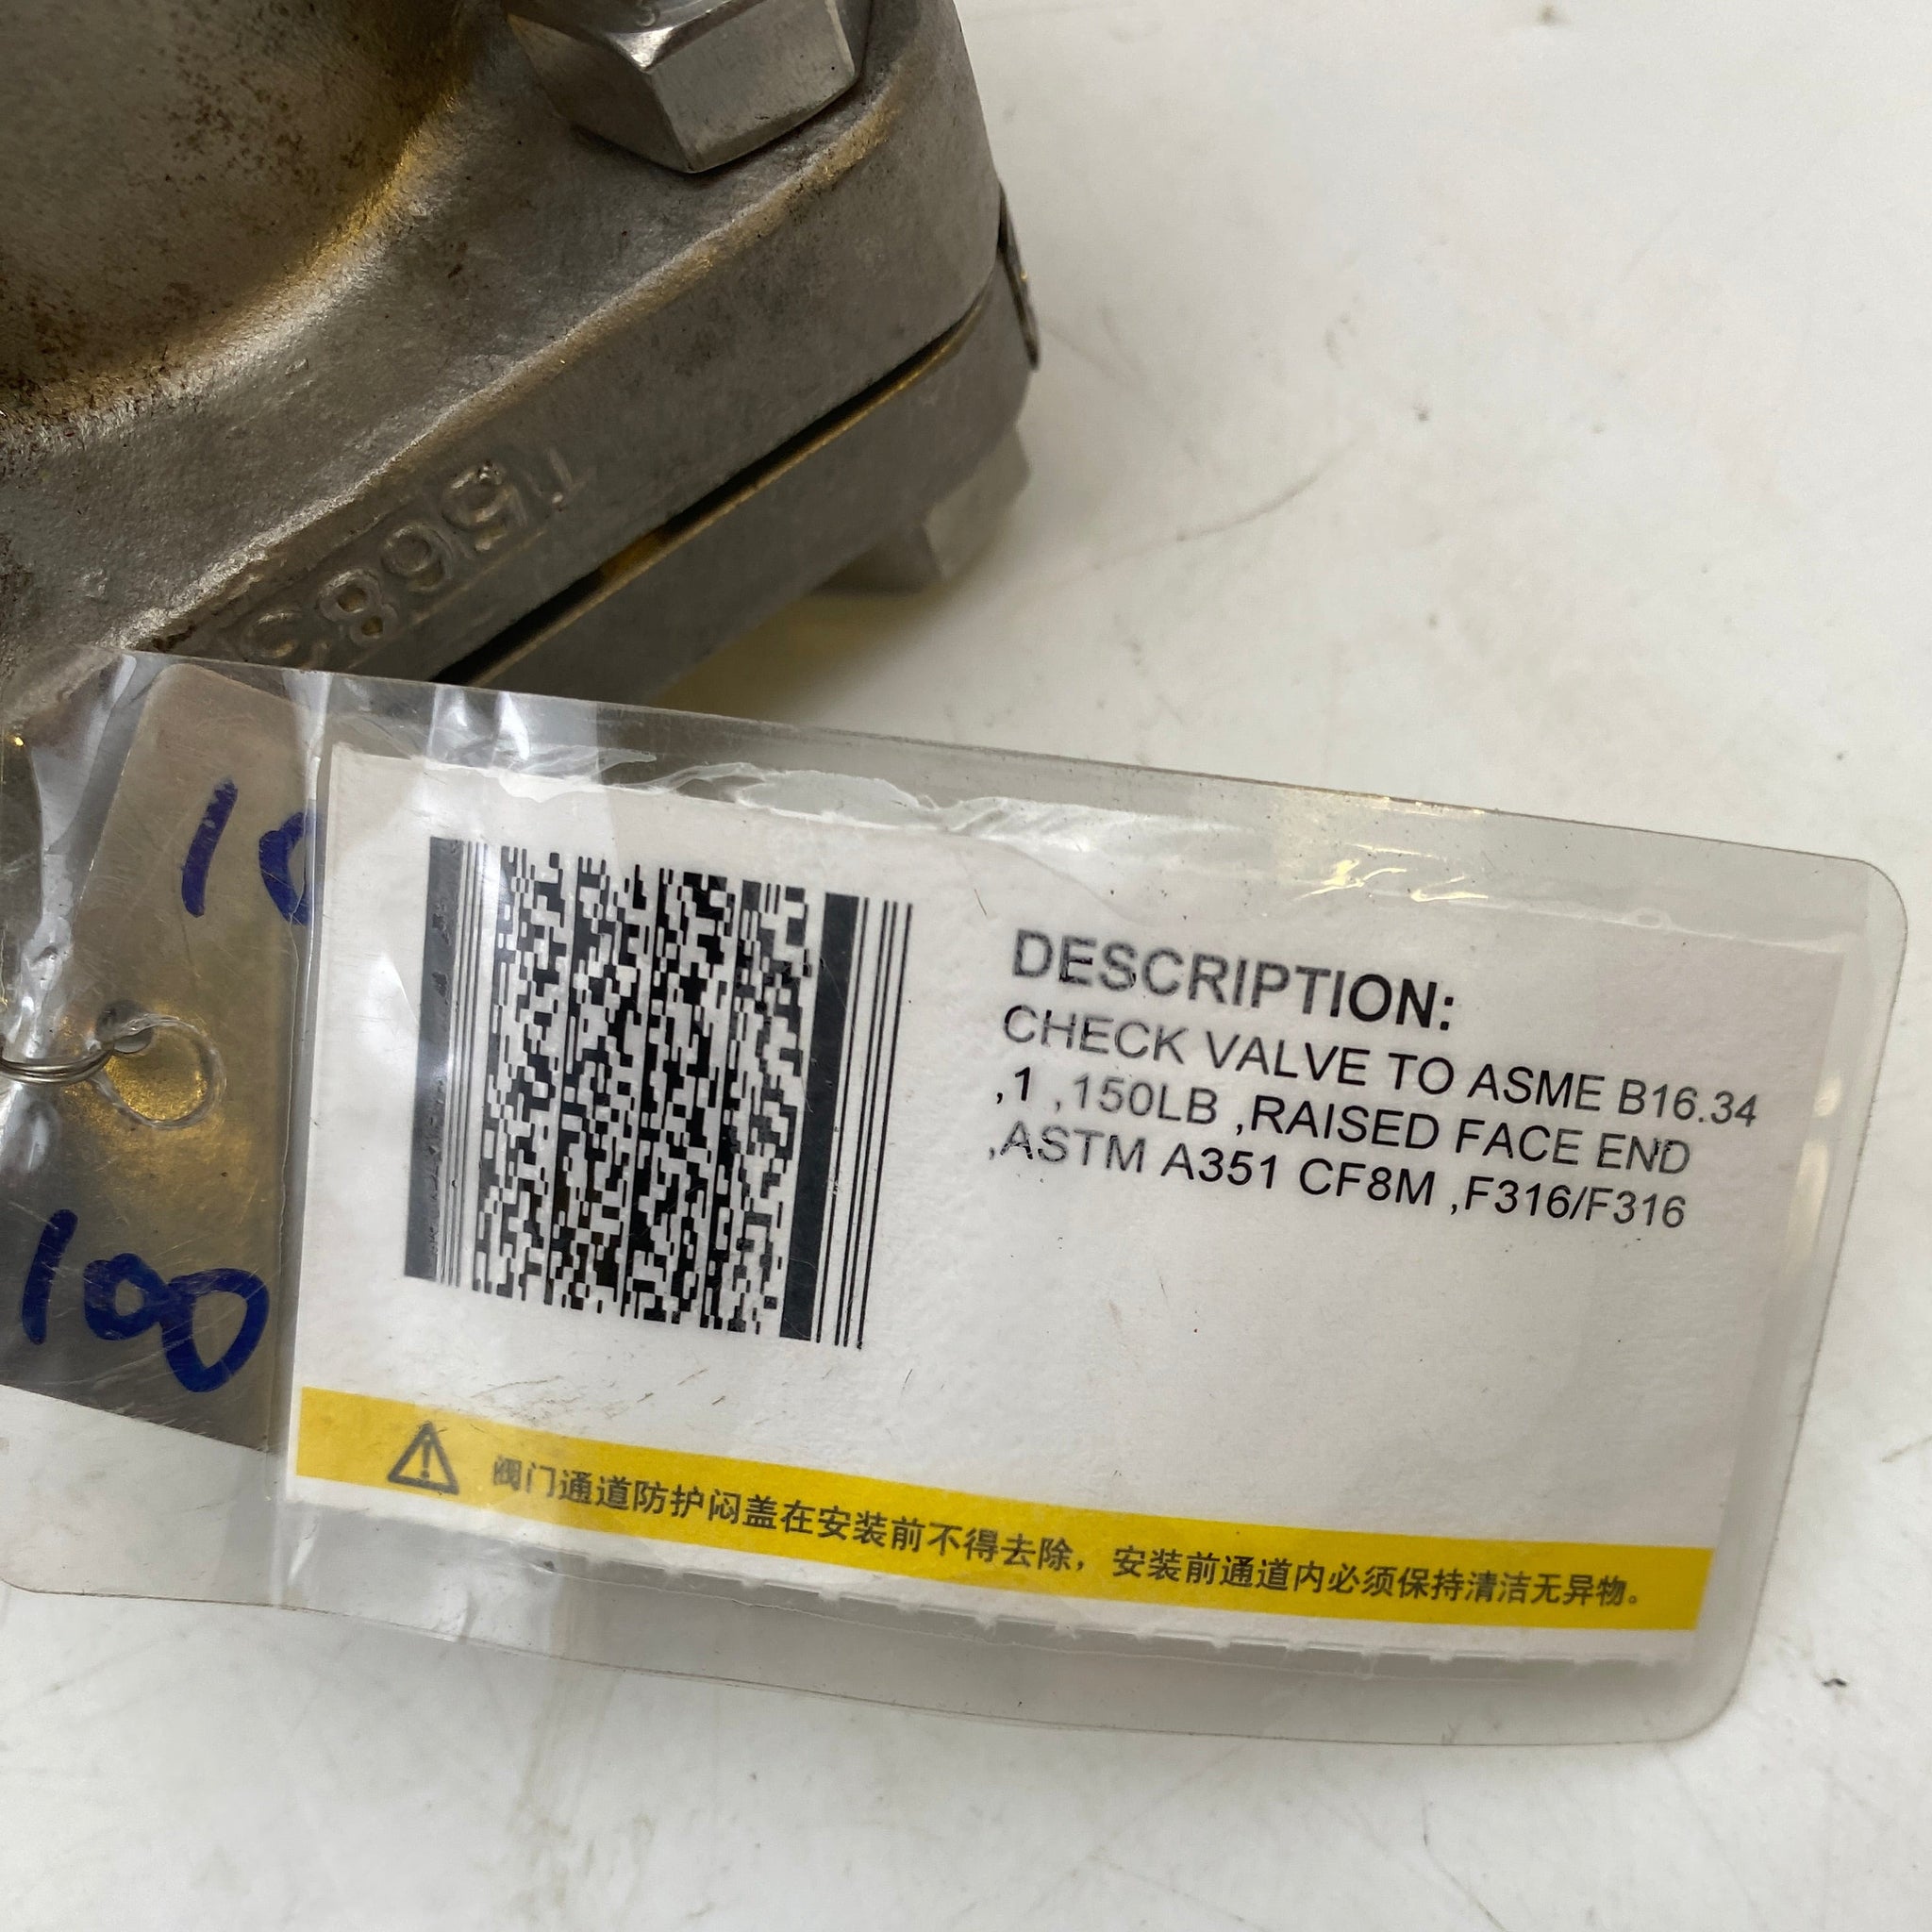 10
100
DESCRIPTION:
CHECK VALVE TO ASME B16.34
,1 ,150LB ,RAISED FACE END
,ASTM A351 CF8M ,F316/F316
阀门通道防护闷盖在安装前不得去除，安装前通道内必须保持清洁无异物。